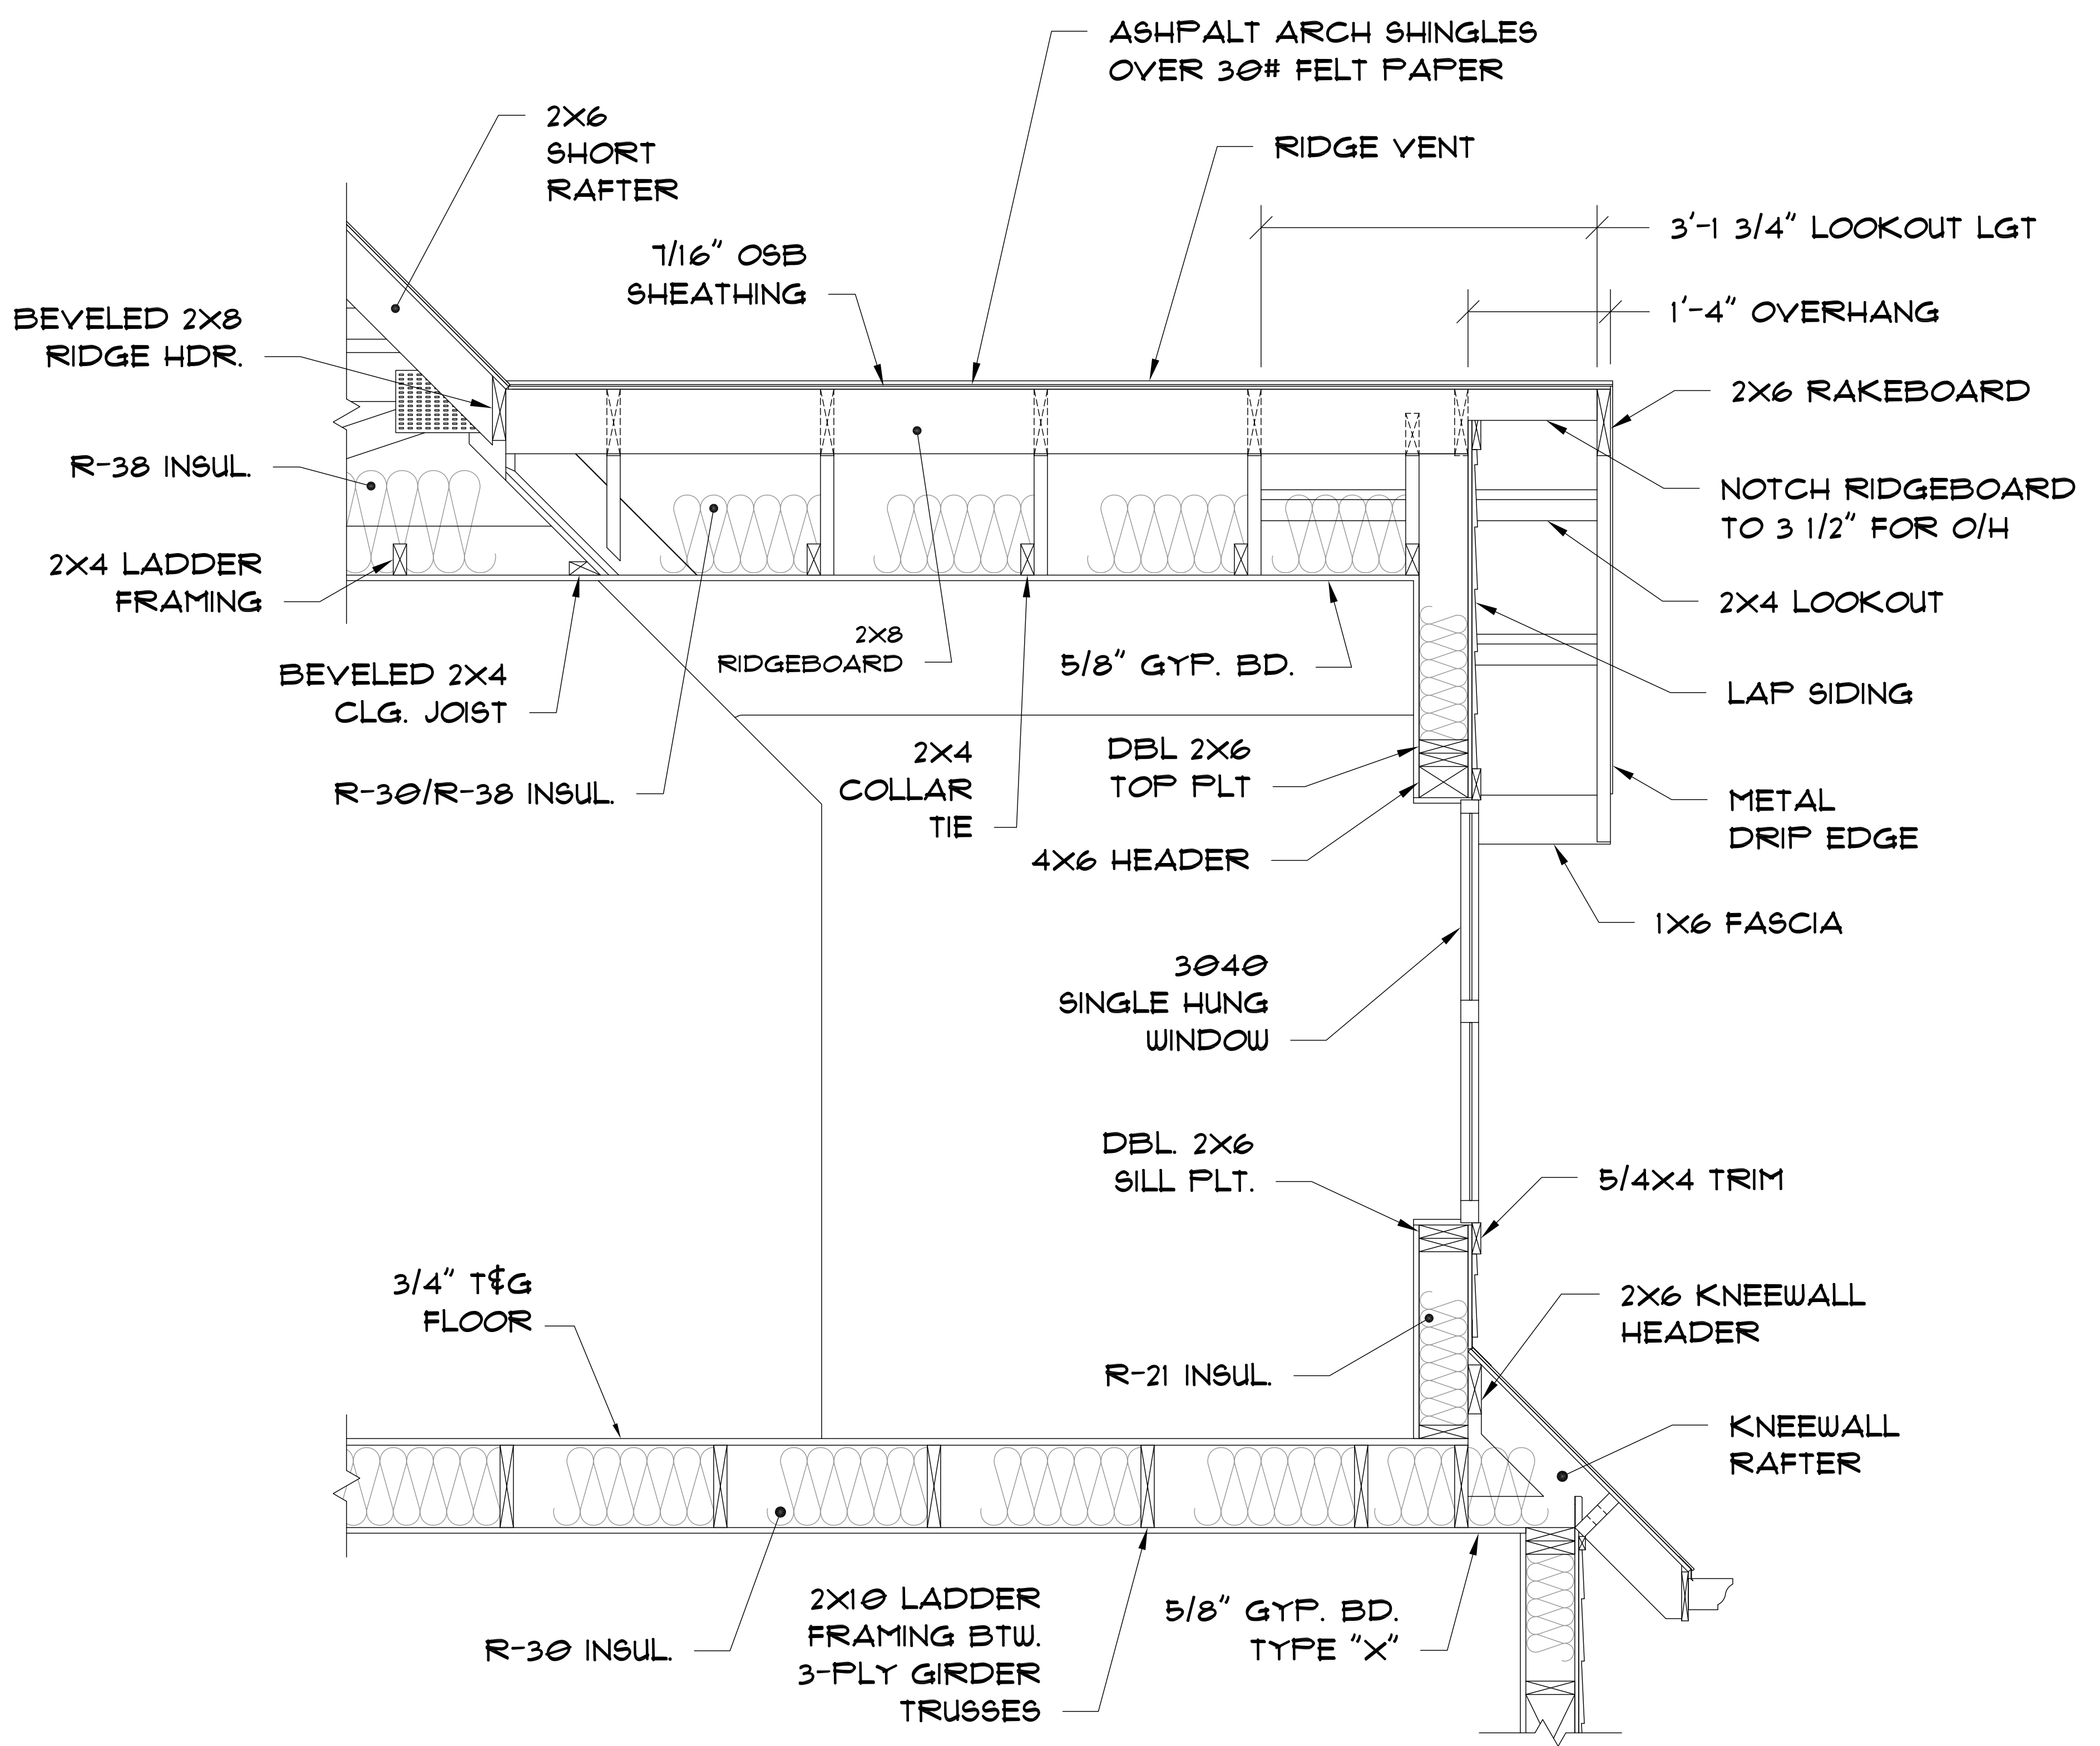 ASHPALT ARCH SHINGLES
OVER 30# FELT PAPER
2X6
SHORT
RAFTER
RIDGE VENT
3'-1 3/4" LOOKOUT LGT
7/16" OSB
SHEATHING
1'-4" OVERHANG
BEVELED 2X8
RIDGE HDR.
2X6 RAKEBOARD
R-38 INSUL.
NOTCH RIDGEBOARD
TO 3 1/2" FOR O/H
2X4 LADDER
FRAMING
2X4 LOOKOUT
2X8
RIDGEBOARD
5/8" GYP. BD.
BEVELED 2X4
CLG. JOIST
LAP SIDING
R-30/R-38 INSUL.
2X4
COLLAR
TIE
DBL 2X6
TOP PLT
METAL
DRIP EDGE
4X6 HEADER
1X6 FASCIA
3040
SINGLE HUNG
WINDOW
DBL. 2X6
SILL PLT.
5/4X4 TRIM
3/4" T&G
FLOOR
2X6 KNEEWALL
HEADER
R-21 INSUL.
KNEEWALL
RAFTER
2X10 LADDER
FRAMING BTW.
3-PLY GIRDER
TRUSSES
5/8" GYP. BD.
TYPE "X"
R-30 INSUL.